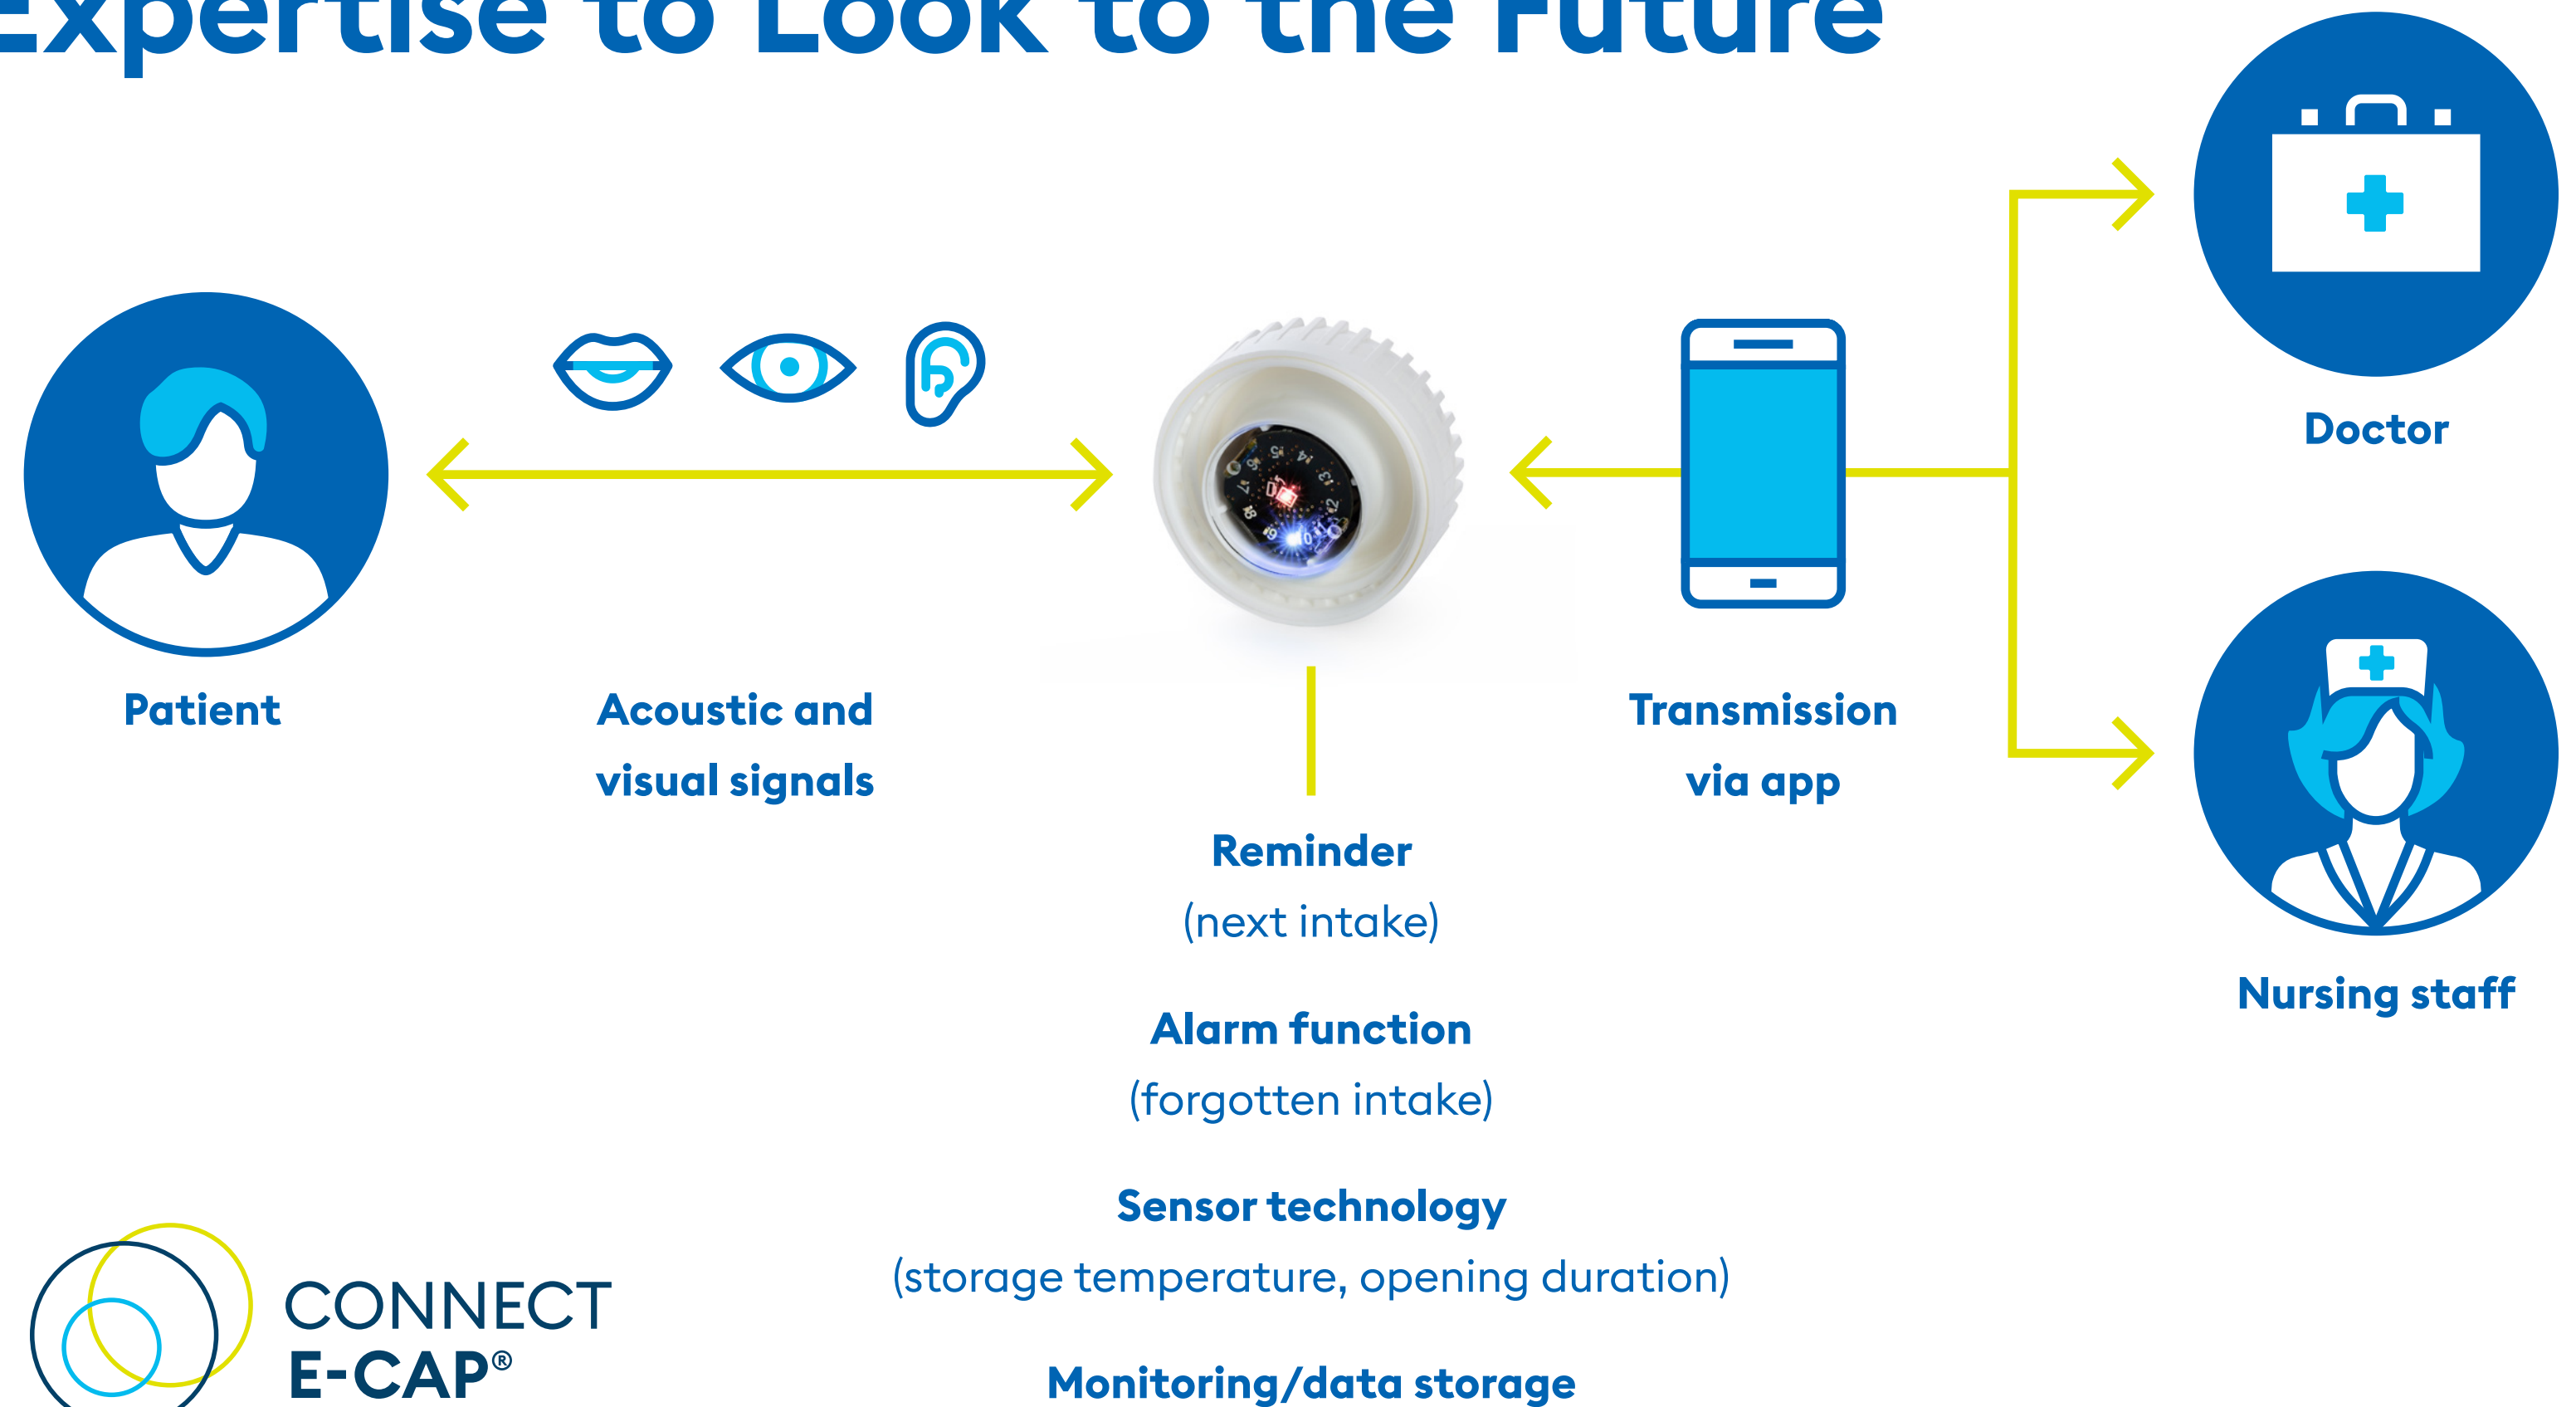 Expertise to Look to the Future
Doctor
Patient
Acoustic and
visual signals
Transmission
via app
Reminder
(next intake)
Alarm function
(forgotten intake)
Sensor technology
(storage temperature, opening duration)
Monitoring/data storage
Nursing staff
CONNECT
E-CAP®